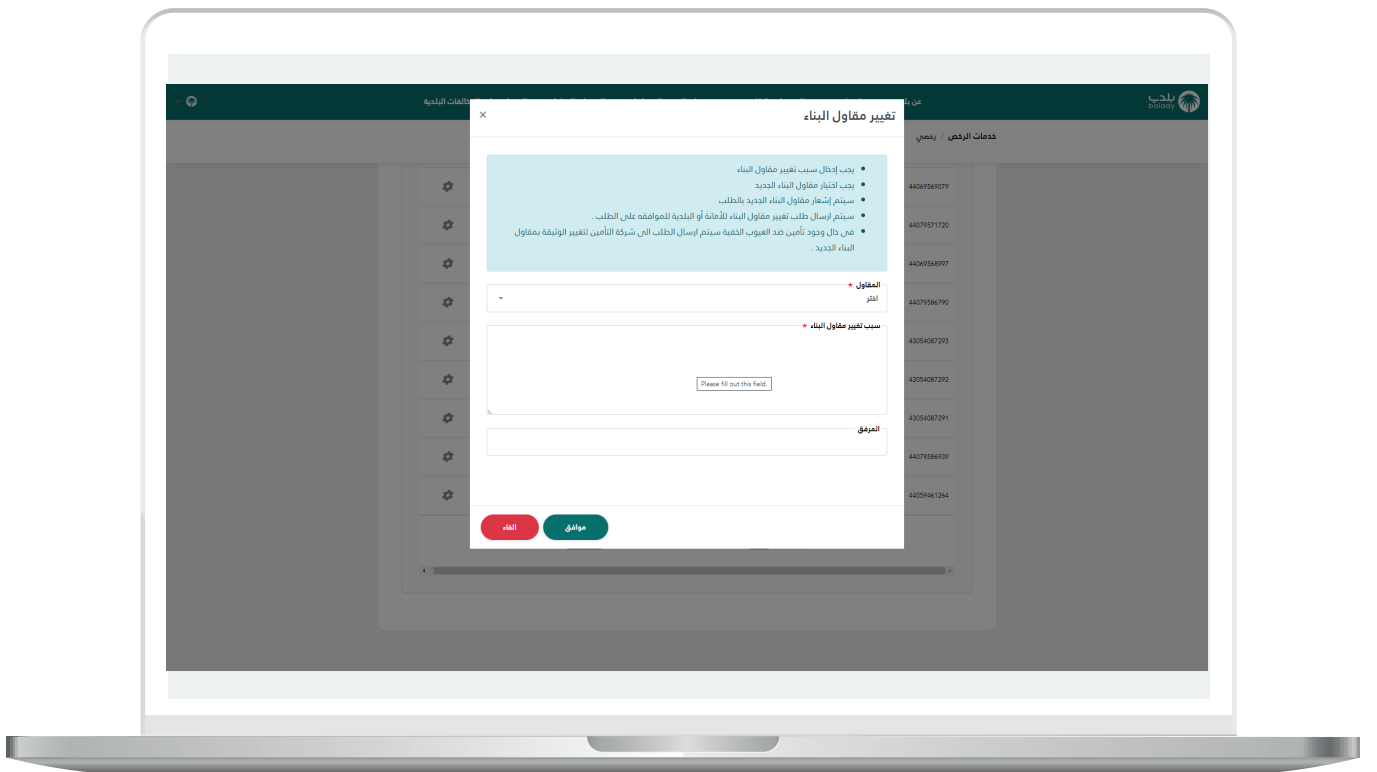 بلدي
balady
عن
خالفات البلدية
خدمات الرخص / رخصي
تغيير مقاول البناء
×
يجب إدخال سبب تغيير مقاول البناء
يجب اختيار مقاول البناء الجديد
سيتم إشعار مقاول البناء الجديد بالطلب
سيتم ارسال طلب تغيير مقاول البناء للأمانة أو البلدية للموافقه على الطلب .
في حال وجود تأمين ضد العيوب الخفية سيتم ارسال الطلب الى شركة التأمين لتغيير الوثيقة بمقاول
البناء الجديد .
المقاول *
اختر
سبب تغيير مقاول البناء *
Please fill out this field.
المرفق
موافق
الغاء
44069569079
44079571720
44069568997
44079586790
43054087293
43054087292
43054087291
44079586939
44059461264